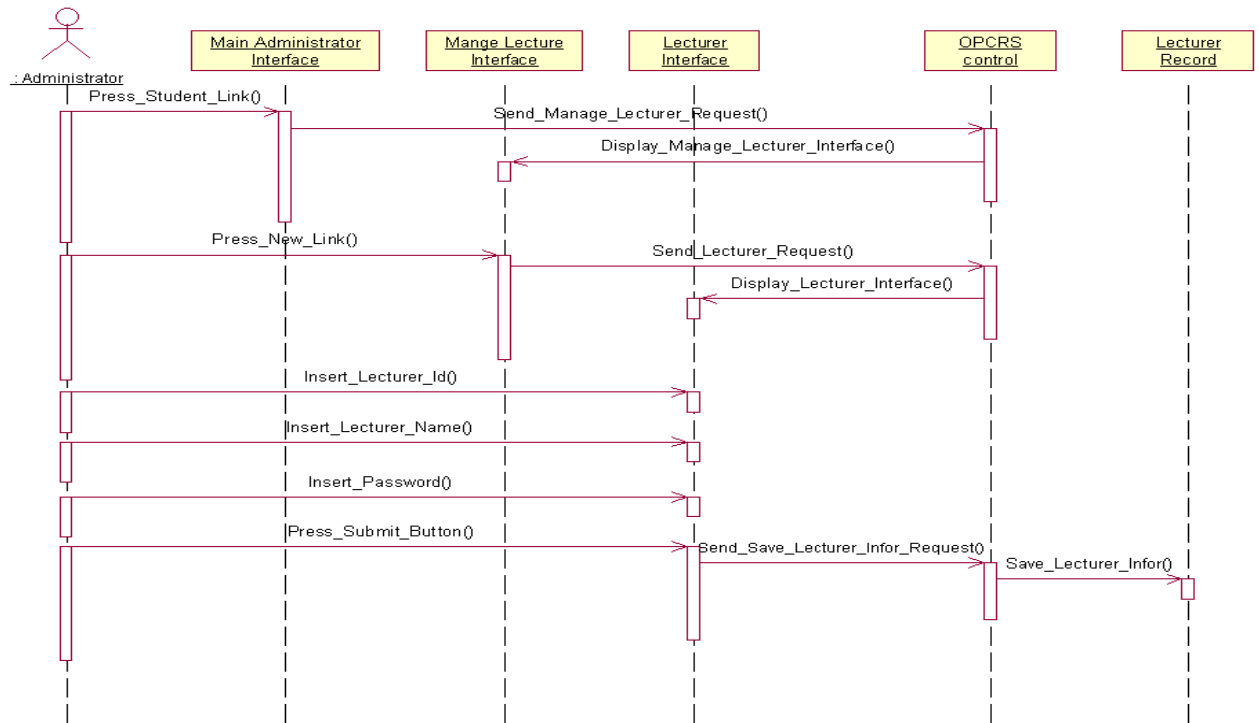 Main Administrator
Interface
Mange Lecture
Interface
Lecturer
Interface
OPCRS
control
Lecturer
Record
: Administrator
Press_Student_Link()
Send_Manage_Lecturer_Request()
Display_Manage_Lecturer_Interface()
Press_New_Link()
Send_Lecturer_Request()
Display_Lecturer_Interface()
Insert_Lecturer_Id()
Insert_Lecturer_Name()
Insert_Password()
Press_Submit_Button()
Send_Save_Lecturer_Infor_Request()
Save_Lecturer_Infor()